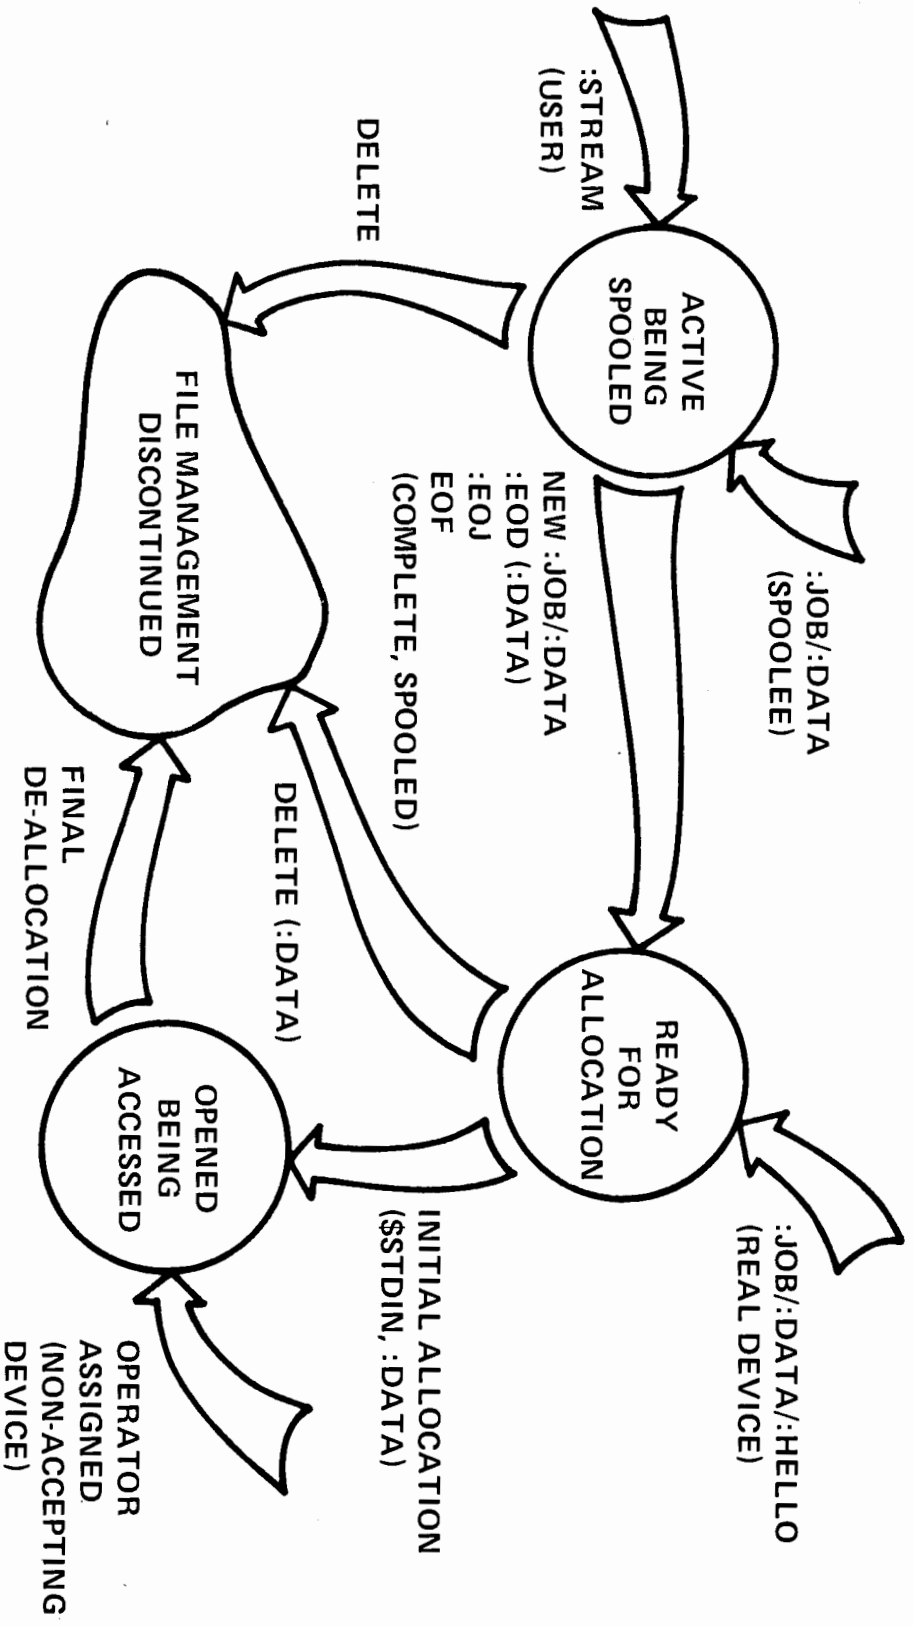 :STREAM
(USER)
ACTIVE
BEING
SPOOLED
:JOB/:DATA
(SPOOLEE)
NEW :JOB/:DATA
:EOD (:DATA)
:EOJ
EOF
(COMPLETE, SPOOLED)
READY
FOR
ALLOCATION
:JOB/:DATA/:HELLO
(REAL DEVICE)
DELETE
FILE MANAGEMENT
DISCONTINUED
DELETE (:DATA)
INITIAL ALLOCATION
($STDIN, :DATA)
FINAL
DE-ALLOCATION
OPENED
BEING
ACCESSED
OPERATOR
ASSIGNED
(NON-ACCEPTING
DEVICE)